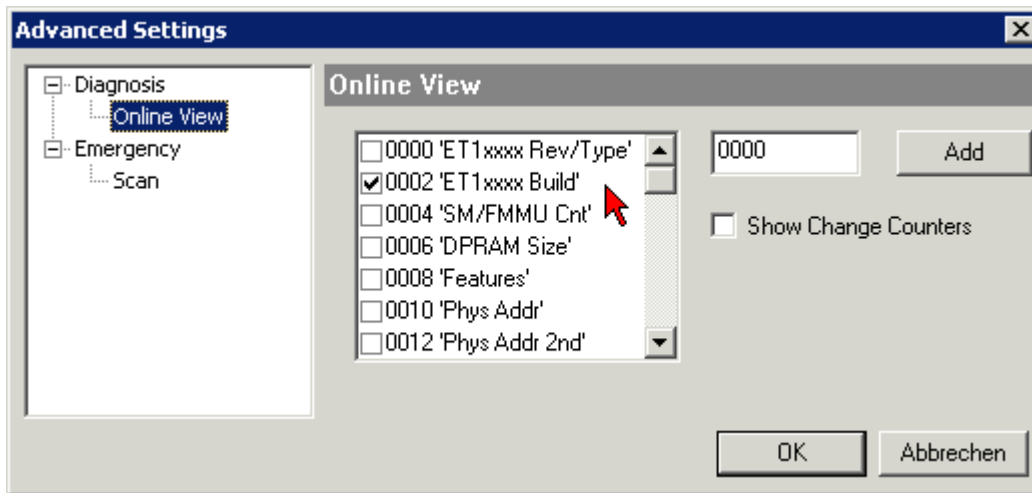 Advanced Settings
Diagnosis
Online View
Emergency
Scan
Online View
0000 'ET1xxxx Rev/Type'
0002 'ET1xxxx Build'
0004 'SM/FMMU Cnt'
0006 'DPRAM Size'
0008 'Features'
0010 'Phys Addr'
0012 'Phys Addr 2nd'
0000
Add
Show Change Counters
OK
Abbrechen